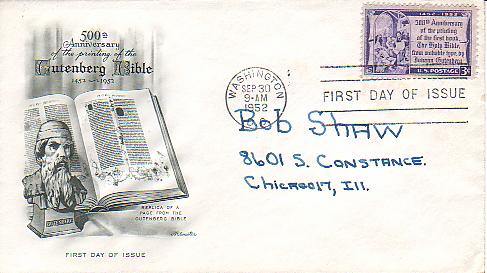 500th
Anniversary
of the printing of the
Gutenberg Bible
1452 ~ 1952
REPLICA OF A
PAGE FROM THE
GUTENBERG BIBLE
Artmaster
FIRST DAY OF ISSUE
WASHINGTON
SEP 30
9-AM
1952
1452 1952
500th Anniversary
of the printing
of the first book,
The Holy Bible,
from movable type, by
Johann Gutenberg
U.S. POSTAGE 3¢
FIRST DAY OF ISSUE
Bob Shaw
8601 S. CONSTANCE.
Chicago 17, Ill.